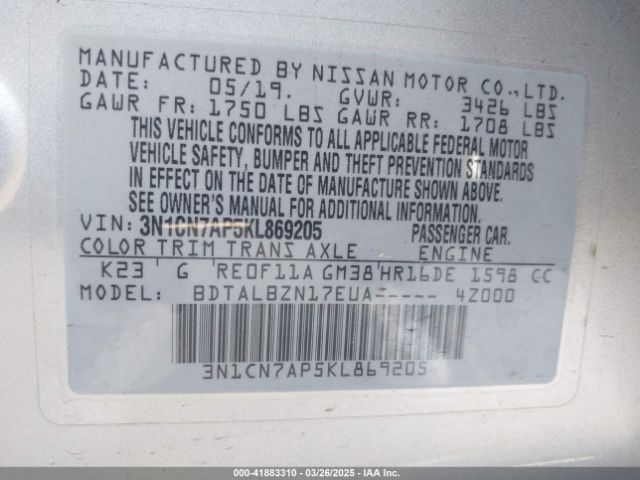 MANUFACTURED BY NISSAN MOTOR CO.,LTD.
DATE: 05/19. GVWR: 3426 LBS
GAWR FR: 1750 LBS GAWR RR: 1708 LBS
THIS VEHICLE CONFORMS TO ALL APPLICABLE FEDERAL MOTOR
VEHICLE SAFETY, BUMPER AND THEFT PREVENTION STANDARDS
IN EFFECT ON THE DATE OF MANUFACTURE SHOWN ABOVE.
SEE OWNER'S MANUAL FOR ADDITIONAL INFORMATION.
VIN: 3N1CN7AP5KL869205 PASSENGER CAR.
COLOR TRIM TRANS AXLE ENGINE
K23 G RE0F11A GM38 HR16DE 1598 CC
MODEL: BDTALBZN17EUA----- 4Z000
3N1CN7AP5KL869205
000-41883310 - 03/26/2025 - IAA Inc.